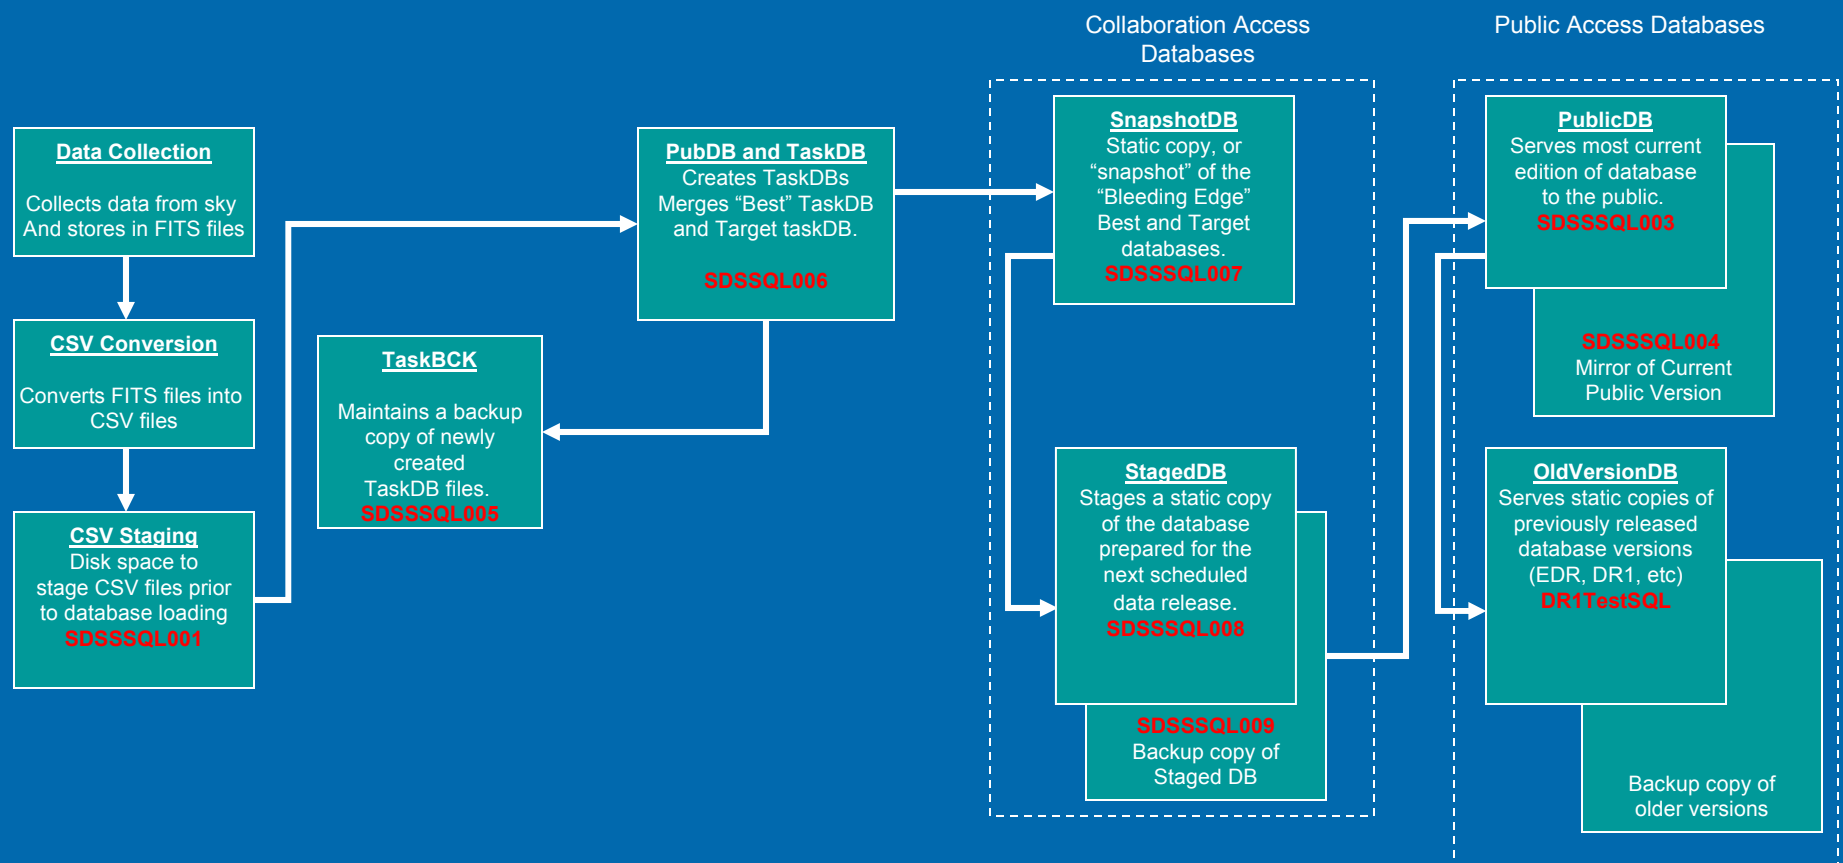 Collaboration Access
Databases
Public Access Databases
Data Collection
Collects data from sky
And stores in FITS files
CSV Conversion
Converts FITS files into
CSV files
CSV Staging
Disk space to
stage CSV files prior
to database loading
SDSSSQL001
PubDB and TaskDB
Creates TaskDBs
Merges “Best” TaskDB
and Target taskDB.
SDSSQL006
TaskBCK
Maintains a backup
copy of newly
created
TaskDB files.
SDSSSQL005
SnapshotDB
Static copy, or
“snapshot” of the
“Bleeding Edge”
Best and Target
databases.
SDSSSQL007
StagedDB
Stages a static copy
of the database
prepared for the
next scheduled
data release.
SDSSSQL008
SDSSSQL009
Backup copy of
Staged DB
PublicDB
Serves most current
edition of database
to the public.
SDSSSQL003
SDSSSQL004
Mirror of Current
Public Version
OldVersionDB
Serves static copies of
previously released
database versions
(EDR, DR1, etc)
DR1TestSQL
Backup copy of
older versions